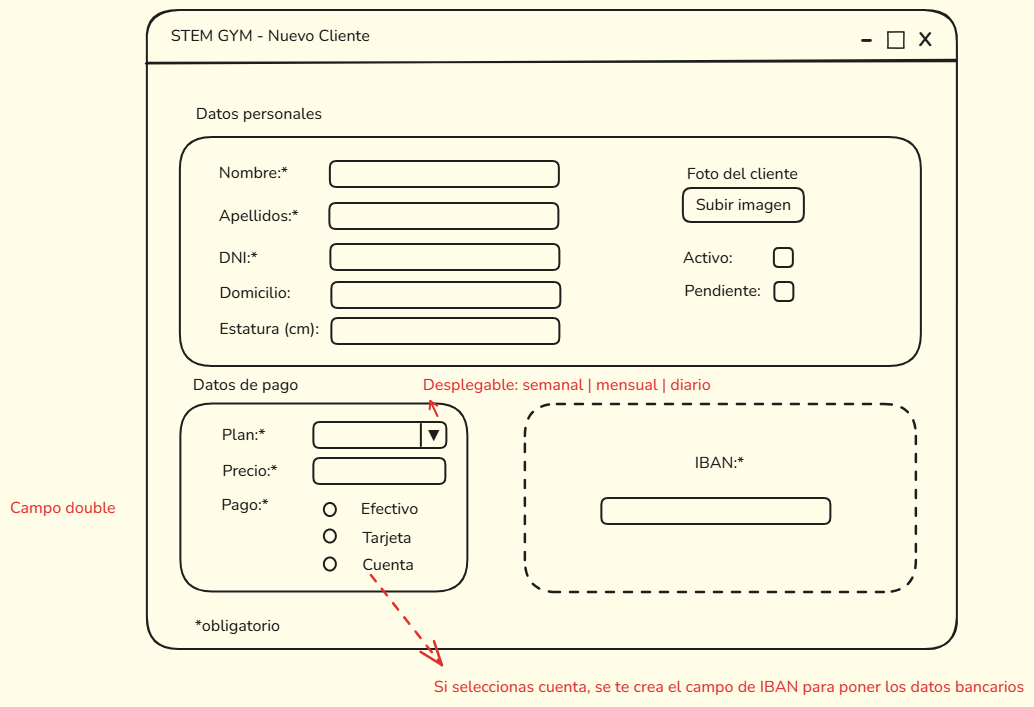 STEM GYM - Nuevo Cliente
– □ X
Datos personales
Nombre:*
Apellidos:*
DNI:*
Domicilio:
Estatura (cm):
Foto del cliente
Subir imagen
Activo:
Pendiente:
Datos de pago
Desplegable: semanal | mensual | diario
Plan:*
Precio:*
Pago:*
Efectivo
Tarjeta
Cuenta
IBAN:*
Campo double
*obligatorio
Si seleccionas cuenta, se te crea el campo de IBAN para poner los datos bancarios